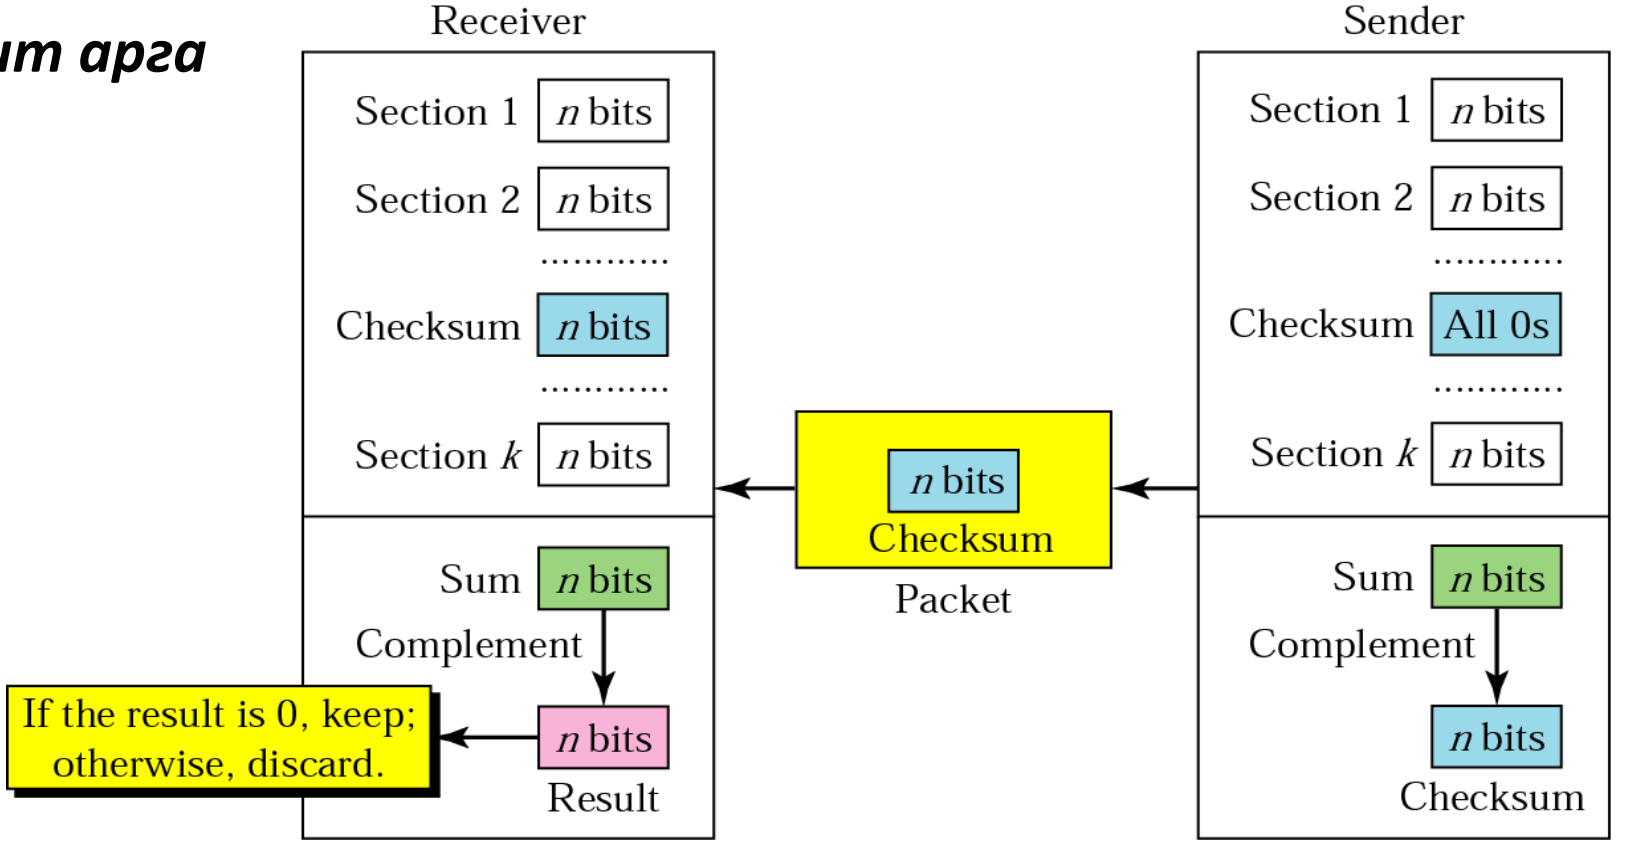 арга
Receiver
Section 1 n bits
Section 2 n bits
............
Checksum n bits
............
Section k n bits
Sum n bits
Complement
n bits
Result
If the result is 0, keep;
otherwise, discard.
n bits
Checksum
Packet
Sender
Section 1 n bits
Section 2 n bits
............
Checksum All 0s
............
Section k n bits
Sum n bits
Complement
n bits
Checksum